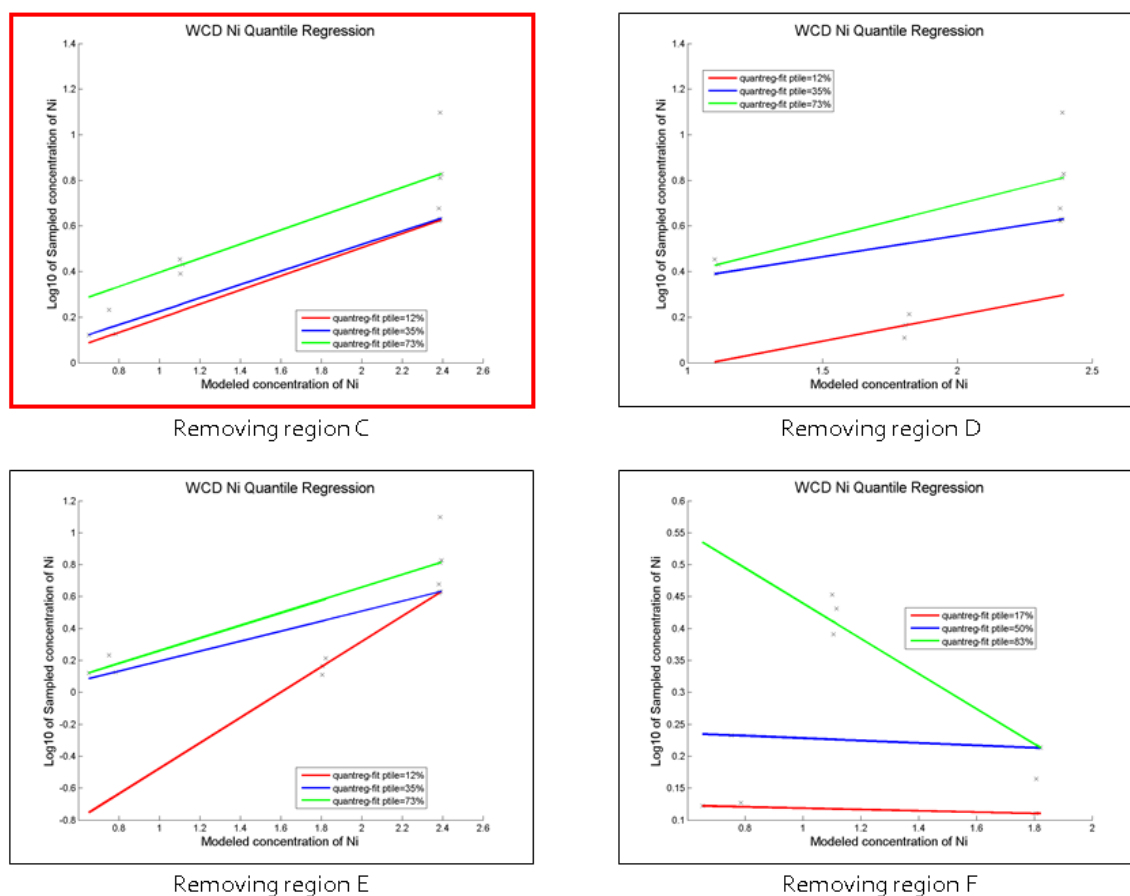 WCD Ni Quantile Regression
1.4
1.2
1
0.8
0.6
0.4
0.2
0
Log10 of Sampled concentration of Ni
quantreg-fit ptile=12%
quantreg-fit ptile=35%
quantreg-fit ptile=73%
0.8 1 1.2 1.4 1.6 1.8 2 2.2 2.4 2.6
Modeled concentration of Ni
Removing region C
WCD Ni Quantile Regression
1.4
1.2
1
0.8
0.6
0.4
0.2
0
Log10 of Sampled concentration of Ni
quantreg-fit ptile=12%
quantreg-fit ptile=35%
quantreg-fit ptile=73%
1 1.5 2 2.5
Modeled concentration of Ni
Removing region D
WCD Ni Quantile Regression
1.2
1
0.8
0.6
0.4
0.2
0
-0.2
-0.4
-0.6
-0.8
Log10 of Sampled concentration of Ni
quantreg-fit ptile=12%
quantreg-fit ptile=35%
quantreg-fit ptile=73%
0.8 1 1.2 1.4 1.6 1.8 2 2.2 2.4 2.6
Modeled concentration of Ni
Removing region E
WCD Ni Quantile Regression
0.6
0.55
0.5
0.45
0.4
0.35
0.3
0.25
0.2
0.15
0.1
Log10 of Sampled concentration of Ni
quantreg-fit ptile=17%
quantreg-fit ptile=50%
quantreg-fit ptile=83%
0.8 1 1.2 1.4 1.6 1.8 2
Modeled concentration of Ni
Removing region F